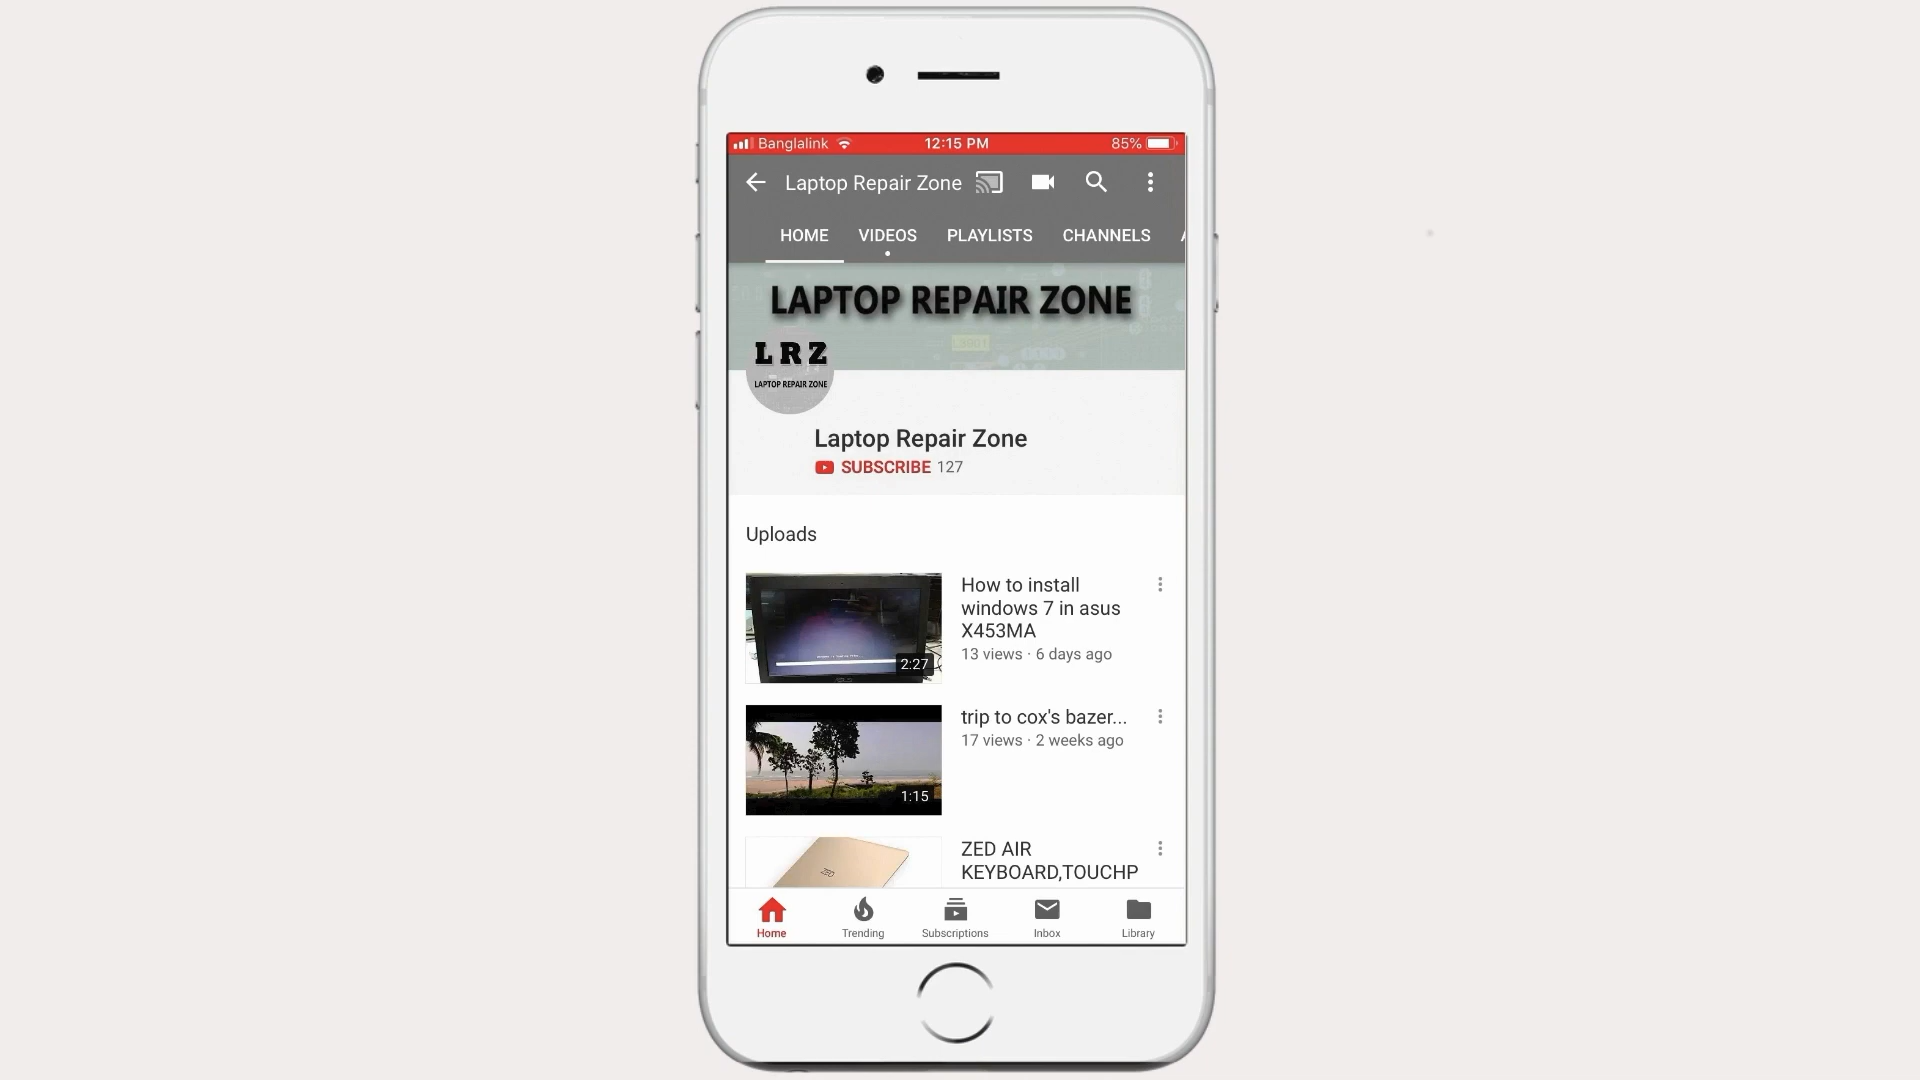 Banglalink 12:15 PM 85%
Laptop Repair Zone
HOME VIDEOS PLAYLISTS CHANNELS
LAPTOP REPAIR ZONE
LRZ
LAPTOP REPAIR ZONE
Laptop Repair Zone
SUBSCRIBE 127
Uploads
How to install
windows 7 in asus
X453MA
13 views · 6 days ago
2:27
trip to cox's bazer...
17 views · 2 weeks ago
1:15
ZED AIR
KEYBOARD,TOUCHP
ZED
Home Trending Subscriptions Inbox Library